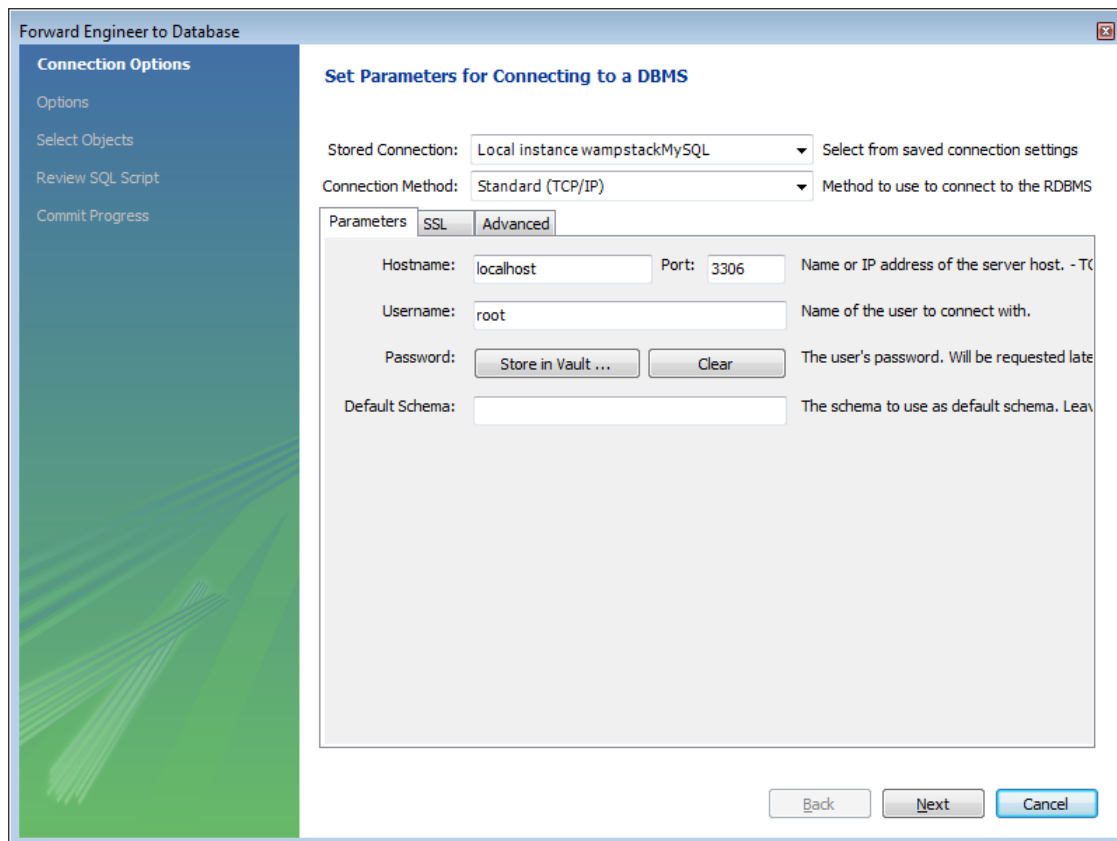 Forward Engineer to Database
Connection Options
Options
Select Objects
Review SQL Script
Commit Progress
Set Parameters for Connecting to a DBMS
Stored Connection: Local instance wampstackMySQL Select from saved connection settings
Connection Method: Standard (TCP/IP) Method to use to connect to the RDBMS
Parameters SSL Advanced
Hostname: localhost Port: 3306 Name or IP address of the server host. - TC
Username: root Name of the user to connect with.
Password: Store in Vault ... Clear The user's password. Will be requested late
Default Schema: The schema to use as default schema. Leav
Back Next Cancel